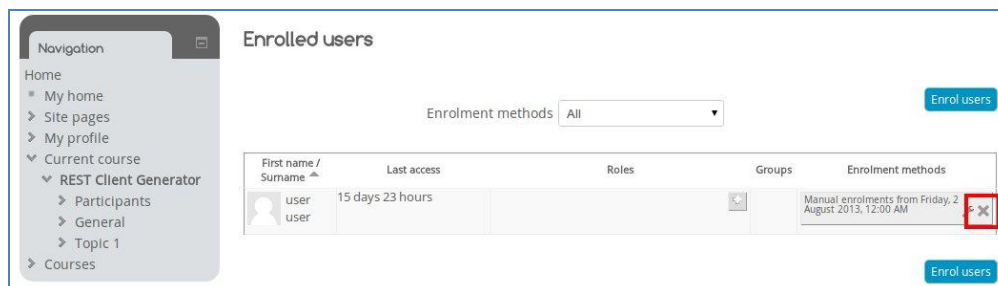 Navigation
Home
My home
Site pages
My profile
Current course
REST Client Generator
Participants
General
Topic 1
Courses
Enrolled users
Enrol users
Enrolment methods All
First name / Surname Last access Roles Groups Enrolment methods
user user
15 days 23 hours
Manual enrolments from Friday, 2
August 2013, 12:00 AM
Enrol users